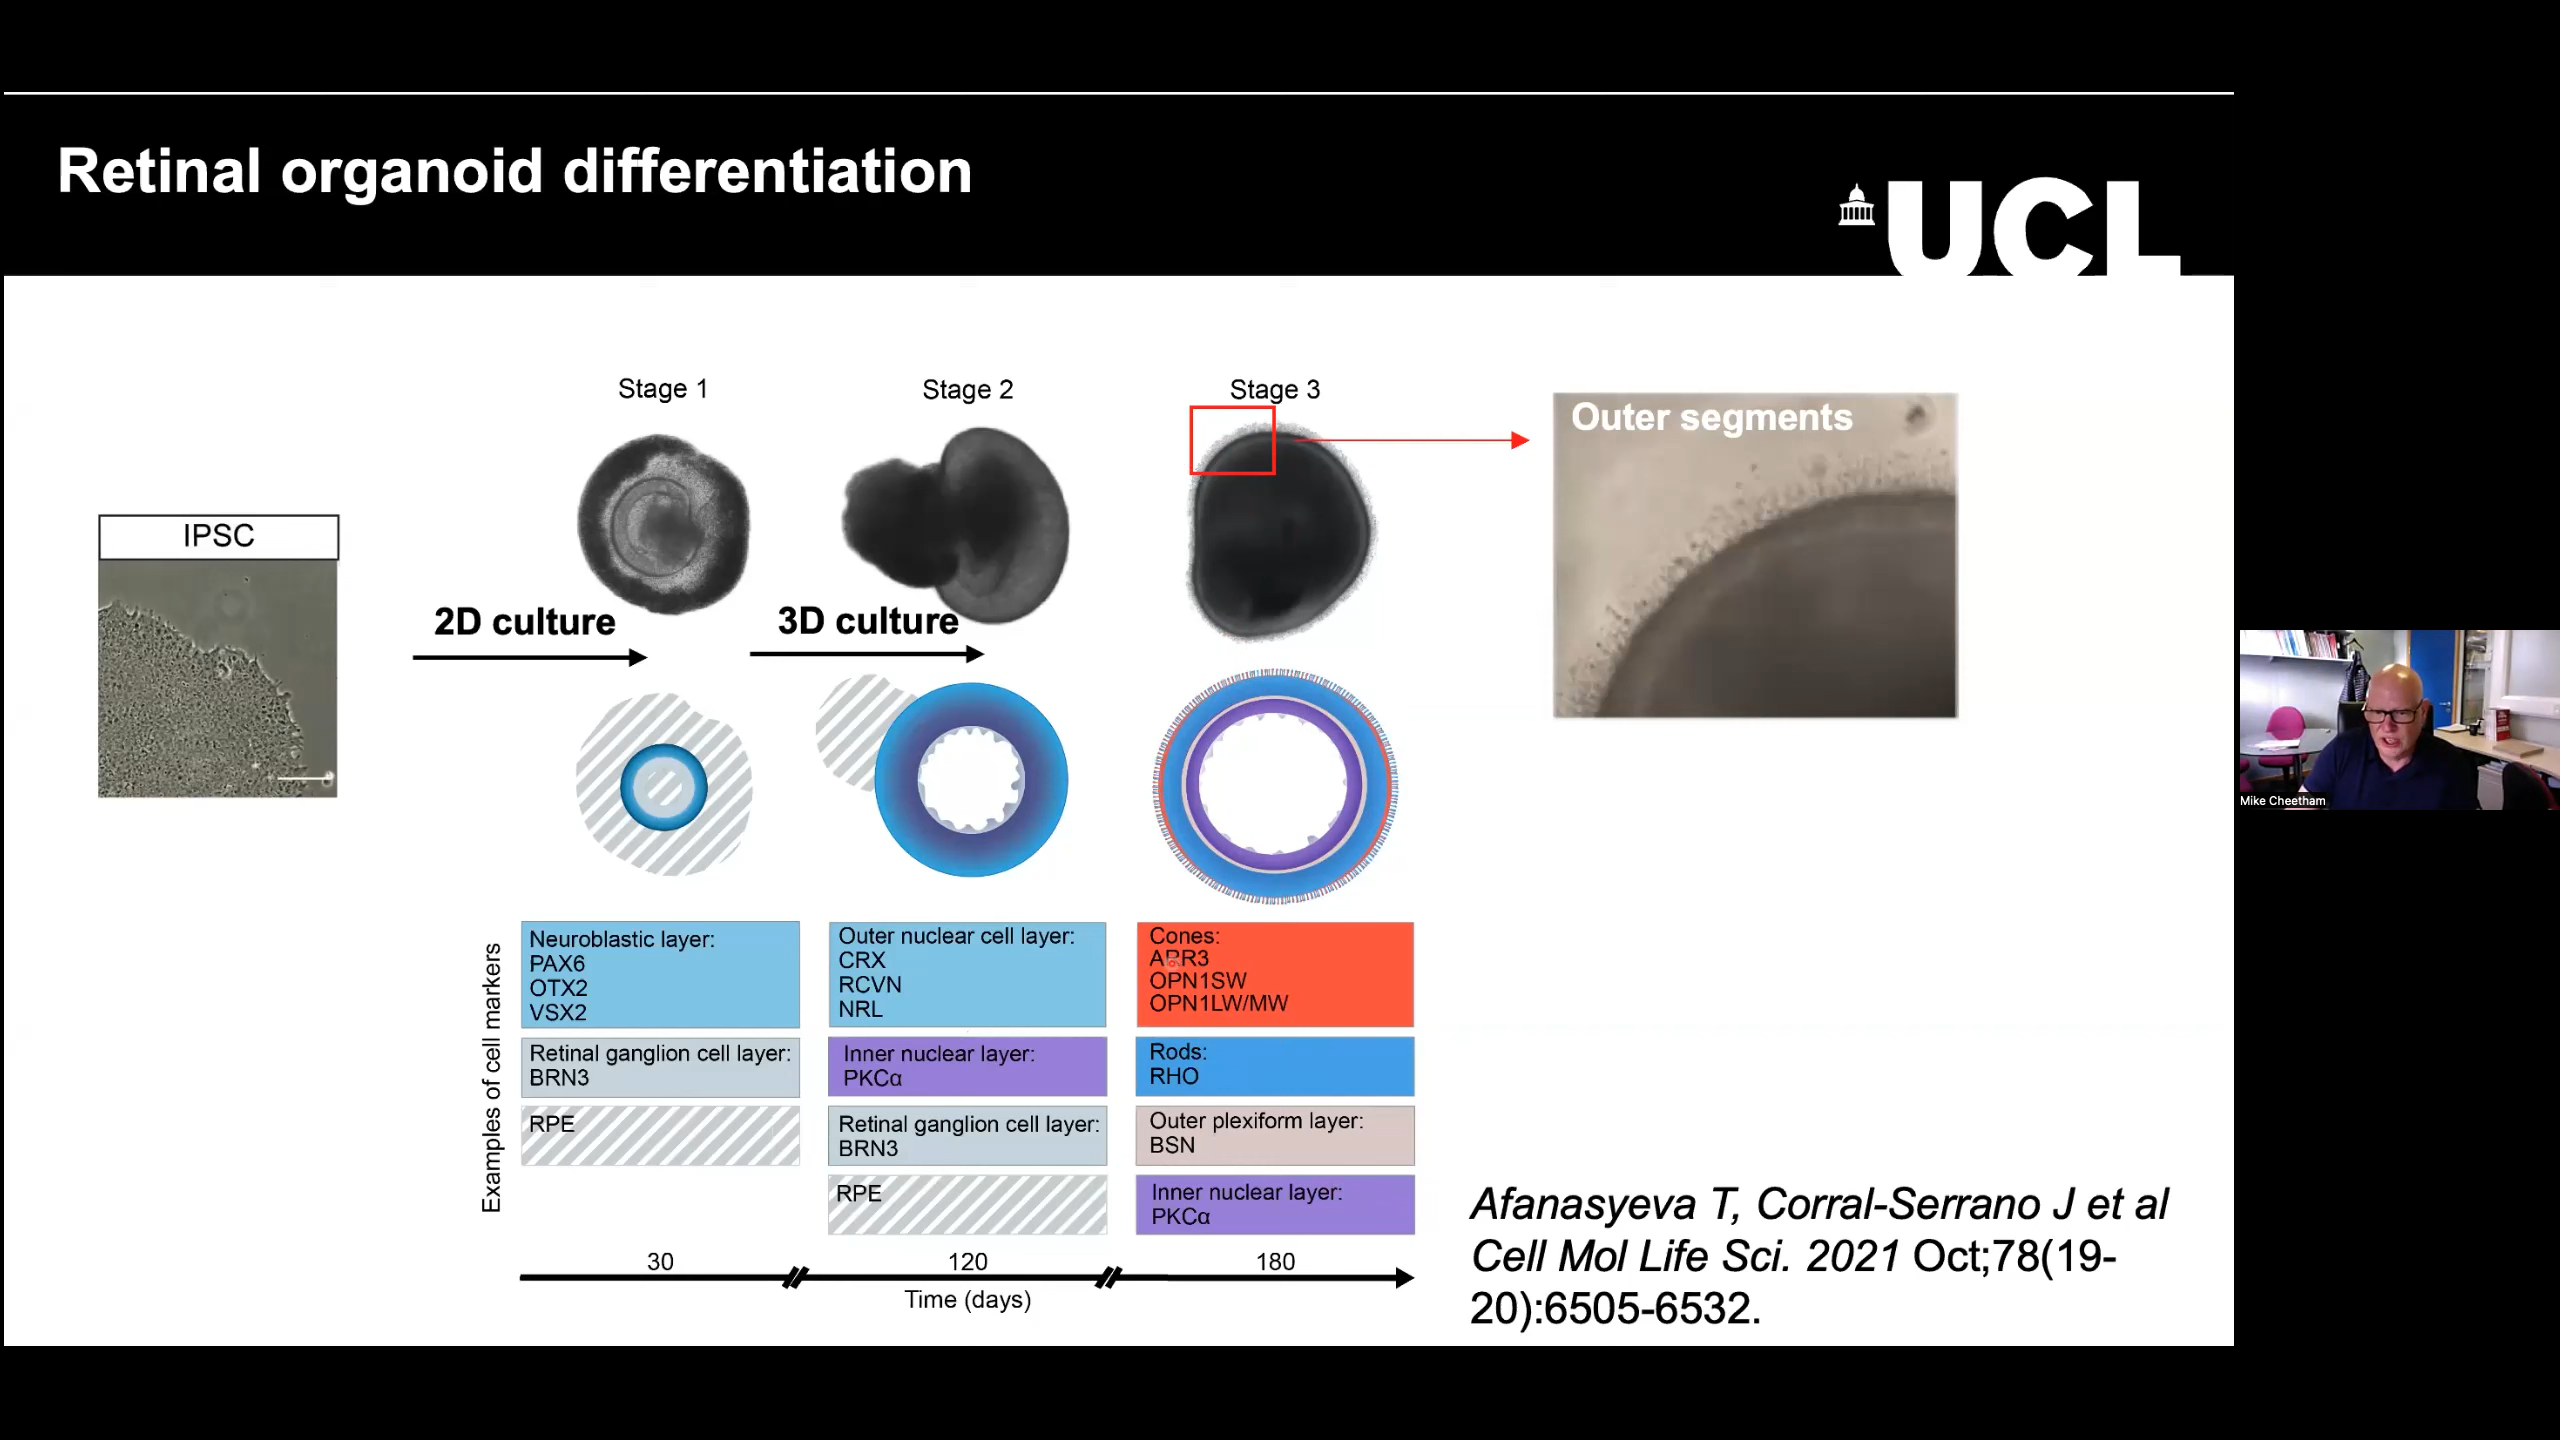 Retinal organoid differentiation
UCL
Stage 1
Stage 2
Stage 3
Outer segments
IPSC
2D culture
3D culture
Mike Cheetham
Examples of cell markers
Neuroblastic layer:
PAX6
OTX2
VSX2
Retinal ganglion cell layer:
BRN3
RPE
Outer nuclear cell layer:
CRX
RCVN
NRL
Inner nuclear layer:
PKCα
Retinal ganglion cell layer:
BRN3
RPE
Cones:
ARR3
OPN1SW
OPN1LW/MW
Rods:
RHO
Outer plexiform layer:
BSN
Inner nuclear layer:
PKCα
30
120
180
Time (days)
Afanasyeva T, Corral-Serrano J et al
Cell Mol Life Sci. 2021 Oct;78(19-
20):6505-6532.